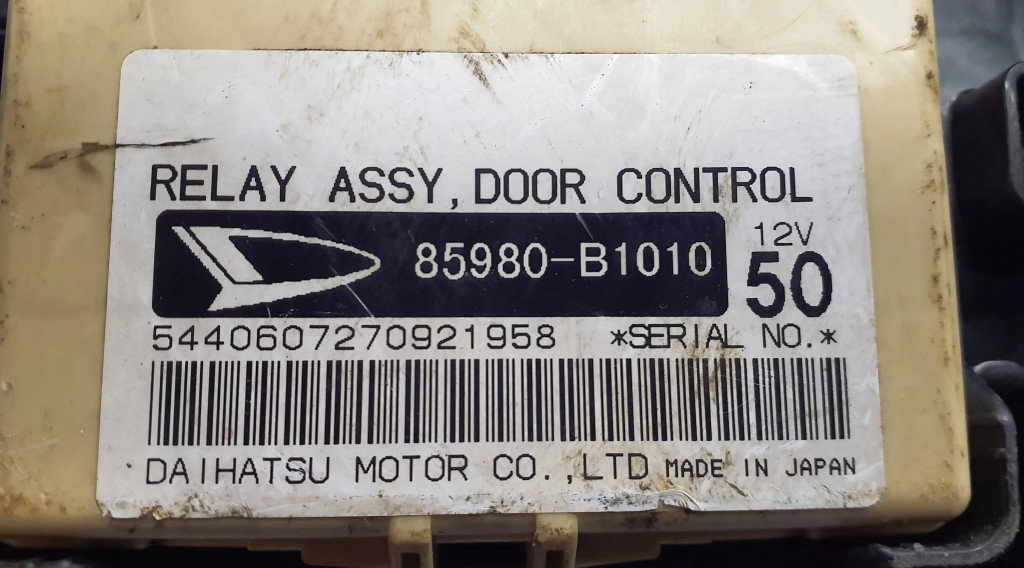 RELAY ASSY, DOOR CONTROL
85980-B1010
12V
50
5440607270921958 *SERIAL NO.*
DAIHATSU MOTOR CO.,LTD MADE IN JAPAN